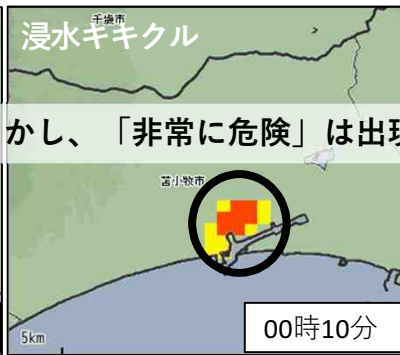 千歳市
浸水キキクル
かし、「非常に危険」は出現
苫小牧市
5km
00時10分